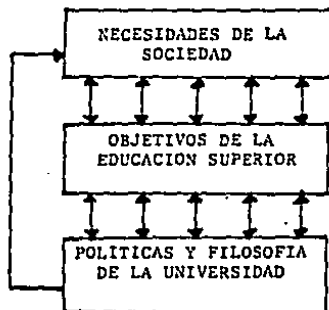 NECESIDADES DE LA
SOCIEDAD
OBJETIVOS DE LA
EDUCACION SUPERIOR
POLITICAS Y FILOSOFIA
DE LA UNIVERSIDAD